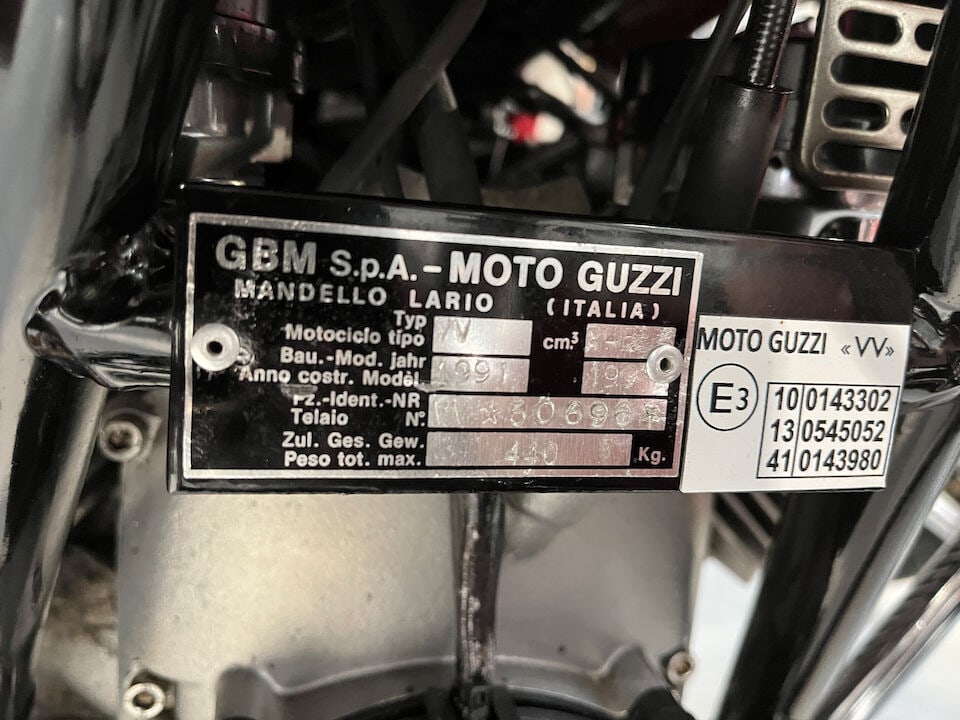 GBM S.p.A. – MOTO GUZZI
MANDELLO LARIO (ITALIA)
Typ
Motociclo tipo VV cm³
Bau.-Mod. jahr
Anno costr. Model. 1991
Fz.-Ident.-NR
Telaio N°.
Zul. Ges. Gew.
Peso tot. max. 440 Kg.
MOTO GUZZI «VV»
E3
10 0143302
13 0545052
41 0143980